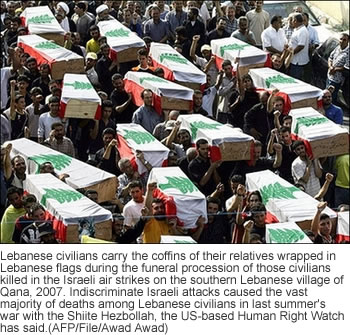 Lebanese civilians carry the coffins of their relatives wrapped in
Lebanese flags during the funeral procession of those civilians
killed in the Israeli air strikes on the southern Lebanese village of
Qana, 2007. Indiscriminate Israeli attacks caused the vast
majority of deaths among Lebanese civilians in last summer's
war with the Shiite Hezbollah, the US-based Human Right Watch
has said.(AFP/File/Awad Awad)